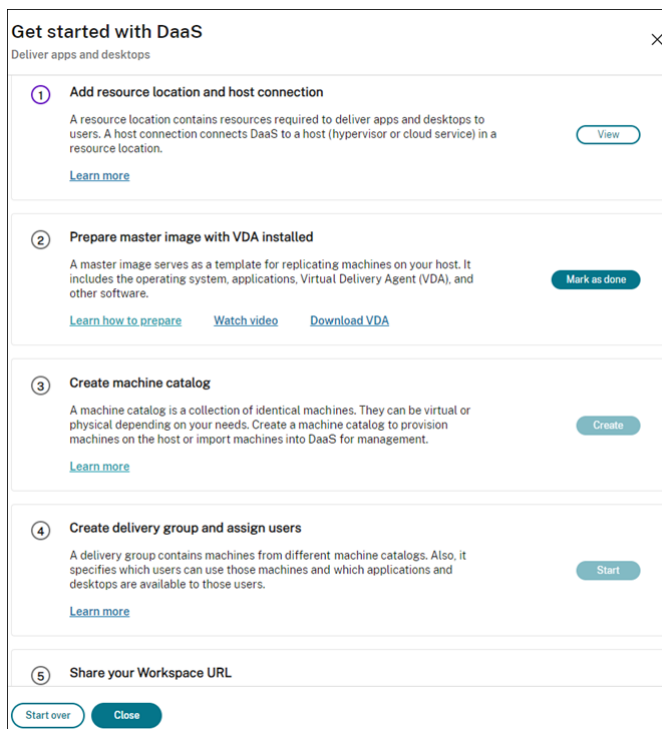 Get started with DaaS
Deliver apps and desktops
1
Add resource location and host connection
A resource location contains resources required to deliver apps and desktops to
users. A host connection connects DaaS to a host (hypervisor or cloud service) in a
resource location.
View
Learn more
2
Prepare master image with VDA installed
A master image serves as a template for replicating machines on your host. It
includes the operating system, applications, Virtual Delivery Agent (VDA), and
other software.
Mark as done
Learn how to prepare Watch video Download VDA
3
Create machine catalog
A machine catalog is a collection of identical machines. They can be virtual or
physical depending on your needs. Create a machine catalog to provision
machines on the host or import machines into DaaS for management.
Create
Learn more
4
Create delivery group and assign users
A delivery group contains machines from different machine catalogs. Also, it
specifies which users can use those machines and which applications and
desktops are available to those users.
Start
Learn more
5
Share your Workspace URL
Start over Close